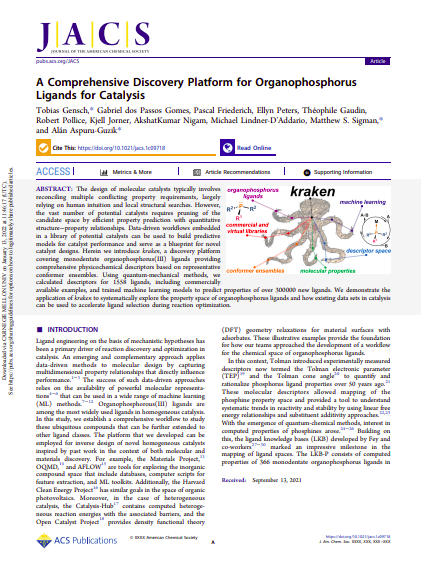 J|A|C|S
JOURNAL OF THE AMERICAN CHEMICAL SOCIETY
pubs.acs.org/JACS
Article
A Comprehensive Discovery Platform for Organophosphorus
Ligands for Catalysis
Tobias Gensch,* Gabriel dos Passos Gomes, Pascal Friederich, Ellyn Peters, Théophile Gaudin,
Robert Pollice, Kjell Jorner, AkshatKumar Nigam, Michael Lindner-D'Addario, Matthew S. Sigman,*
and Alán Aspuru-Guzik*
Cite This: https://doi.org/10.1021/jacs.1c09718
Read Online
ACCESS
Metrics & More
Article Recommendations
Supporting Information
ABSTRACT: The design of molecular catalysts typically involves
reconciling multiple conflicting property requirements, largely
relying on human intuition and local structural searches. However,
the vast number of potential catalysts requires pruning of the
candidate space by efficient property prediction with quantitative
structure−property relationships. Data-driven workflows embedded
in a library of potential catalysts can be used to build predictive
models for catalyst performance and serve as a blueprint for novel
catalyst designs. Herein we introduce kraken, a discovery platform
covering monodentate organophosphorus(III) ligands providing
comprehensive physicochemical descriptors based on representative
conformer ensembles. Using quantum-mechanical methods, we
calculated descriptors for 1558 ligands, including commercially
available examples, and trained machine learning models to predict properties of over 300000 new ligands. We demonstrate the
application of kraken to systematically explore the property space of organophosphorus ligands and how existing data sets in catalysis
can be used to accelerate ligand selection during reaction optimization.
organophosphorus
ligands
kraken
machine learning
commercial and
virtual libraries
descriptor space
conformer ensembles
molecular properties
INTRODUCTION
Ligand engineering on the basis of mechanistic hypotheses has
been a primary driver of reaction discovery and optimization in
catalysis. An emerging and complementary approach applies
data-driven methods to molecular design by capturing
multidimensional property relationships that directly influence
performance. The success of such data-driven approaches
relies on the availability of powerful molecular representa-
tions that can be used in a wide range of machine learning
(ML) methods. Organophosphorus(III) ligands are
among the most widely used ligands in homogeneous catalysis.
In this study, we establish a comprehensive workflow to study
these ubiquitous compounds that can be further extended to
other ligand classes. The platform that we developed can be
employed for inverse design of novel homogeneous catalysts
inspired by past work in the context of both molecular and
materials discovery. For example, the Materials Project,
OQMD, and AFLOW are tools for exploring the inorganic
compound space that include databases, computer scripts for
feature extraction, and ML toolkits. Additionally, the Harvard
Clean Energy Project has similar goals in the space of organic
photovoltaics. Moreover, in the case of heterogeneous
catalysis, the Catalysis-Hub contains computed heteroge-
neous reaction energies with the associated barriers, and the
Open Catalyst Project provides density functional theory
(DFT) geometry relaxations for material surfaces with
adsorbates. These illustrative examples provide the foundation
for how our teams approached the development of a workflow
for the chemical space of organophosphorus ligands.
In this context, Tolman introduced experimentally measured
descriptors now termed the Tolman electronic parameter
(TEP) and the Tolman cone angle to quantify and
rationalize phosphorus ligand properties over 50 years ago.
These molecular descriptors allowed mapping of the
phosphine property space and provided a tool to understand
systematic trends in reactivity and stability by using linear free
energy relationships and substituent additivity approaches.
With the emergence of quantum-chemical methods, interest in
computed properties of phosphines arose. Building on
this, the ligand knowledge bases (LKB) developed by Fey and
co-workers marked an impressive milestone in the
mapping of ligand spaces. The LKB-P consists of computed
properties of 366 monodentate organophosphorus ligands in
Received: September 13, 2021
ACS Publications
© XXXX American Chemical Society
A
https://doi.org/10.1021/jacs.1c09718
J. Am. Chem. Soc. XXXX, XXX, XXX−XXX
Downloaded via CARNEGIE MELLON UNIV on January 13, 2022 at 11:46:17 (UTC).
See https://pubs.acs.org/sharingguidelines for options on how to legitimately share published articles.